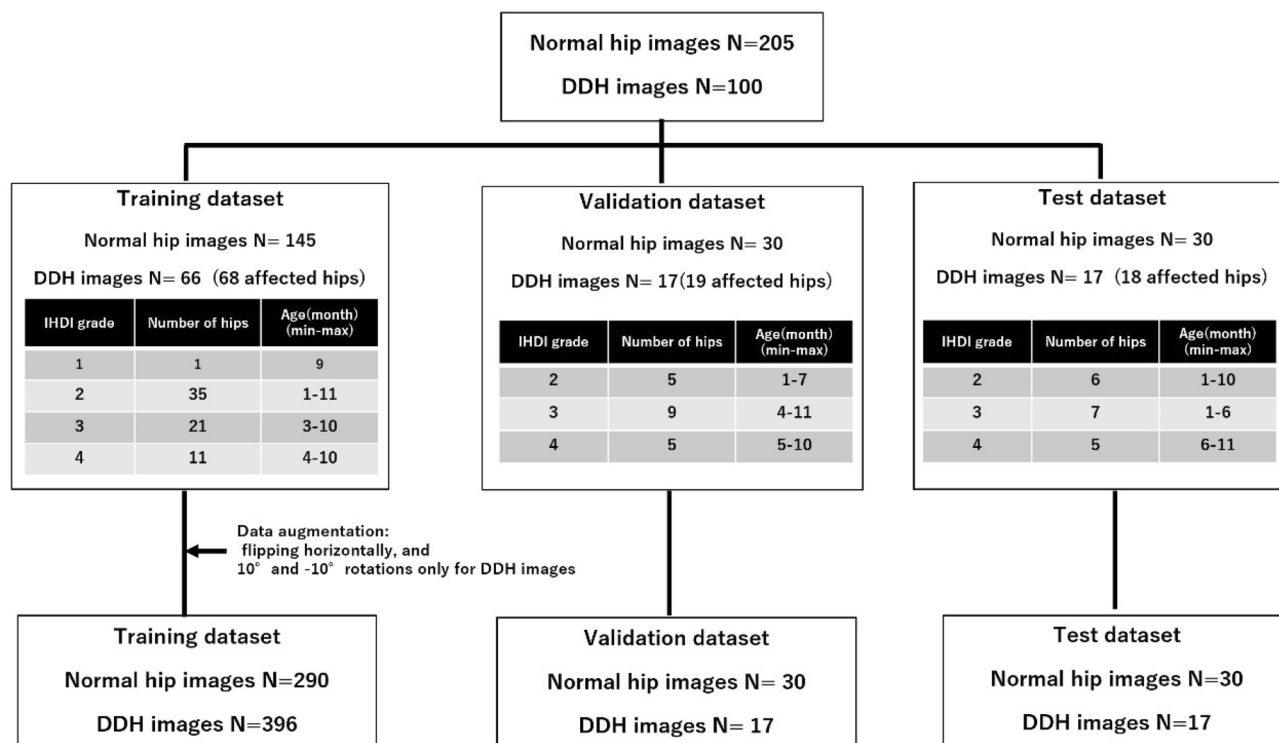 Normal hip images N=205
DDH images N=100
Training dataset
Normal hip images N= 145
DDH images N= 66 (68 affected hips)
IHDI grade Number of hips Age(month) (min-max)
1 1 9
2 35 1-11
3 21 3-10
4 11 4-10
Validation dataset
Normal hip images N= 30
DDH images N= 17(19 affected hips)
IHDI grade Number of hips Age(month) (min-max)
2 5 1-7
3 9 4-11
4 5 5-10
Test dataset
Normal hip images N= 30
DDH images N= 17 (18 affected hips)
IHDI grade Number of hips Age(month) (min-max)
2 6 1-10
3 7 1-6
4 5 6-11
Data augmentation:
flipping horizontally, and
10° and -10° rotations only for DDH images
Training dataset
Normal hip images N=290
DDH images N=396
Validation dataset
Normal hip images N= 30
DDH images N= 17
Test dataset
Normal hip images N=30
DDH images N=17